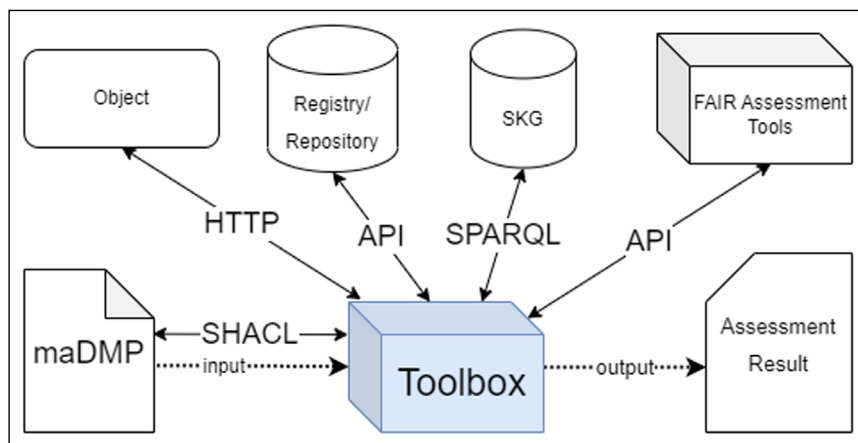 Object
Registry/
Repository
SKG
FAIR Assessment
Tools
HTTP
API
SPARQL
API
maDMP
SHACL
input
Toolbox
output
Assessment
Result